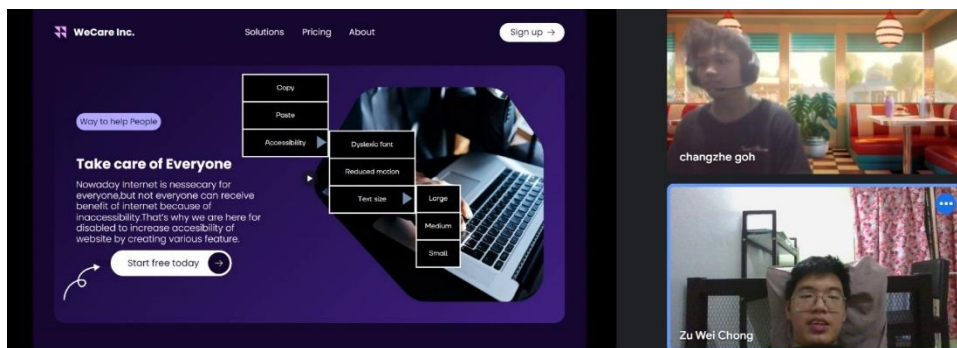 WeCare Inc.
Solutions Pricing About
Sign up →
Way to help People
Take care of Everyone
Nowaday Internet is nessecary for
everyone,but not everyone can receive
benefit of internet because of
inaccessibility.That's why we are here for
disabled to increase accesibility of
website by creating various feature.
Start free today →
Copy
Paste
Accessibility
Dyslexic font
Reduced motion
Text size
Large
Medium
Small
changzhe goh
Zu Wei Chong